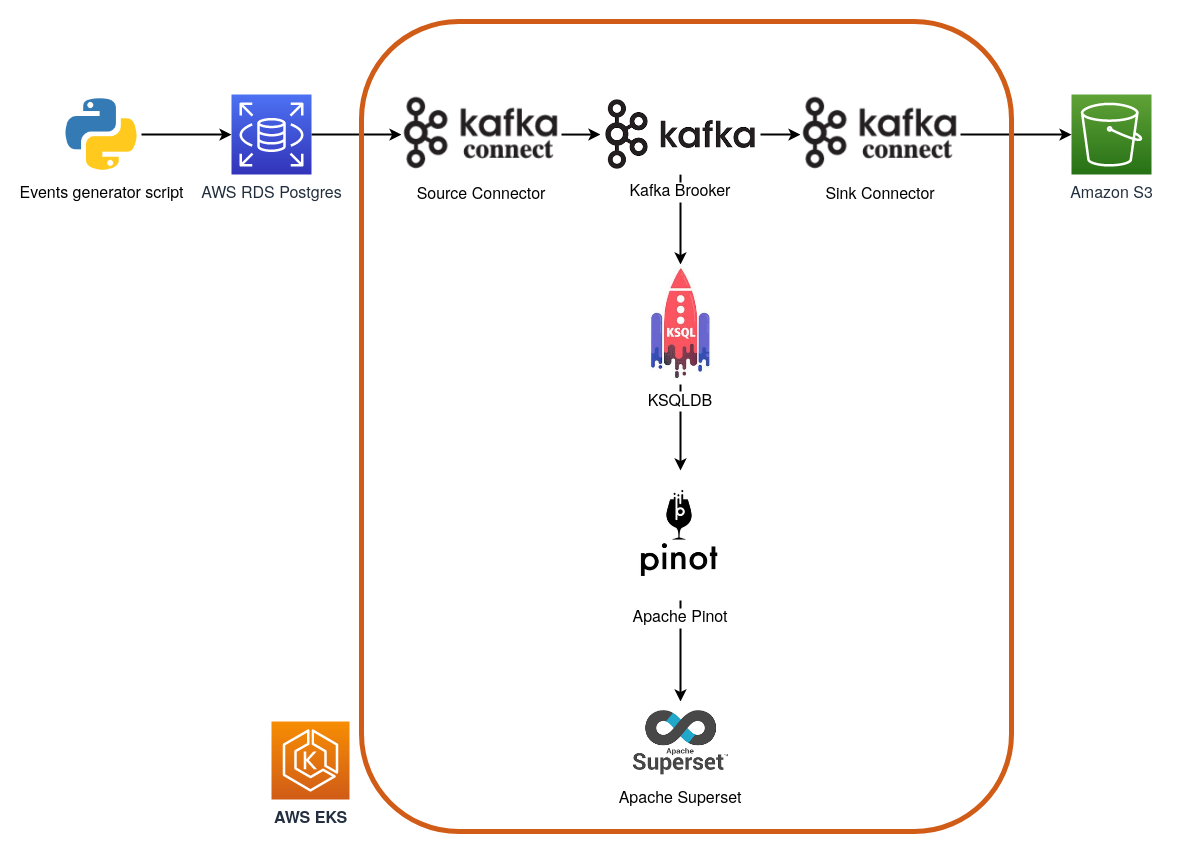 kafka
connect
kafka
kafka
connect
Events generator script
AWS RDS Postgres
Source Connector
Kafka Brooker
Sink Connector
Amazon S3
KSQL
KSQLDB
p
pinot
Apache Pinot
Apache
Superset™
Apache Superset
K
AWS EKS